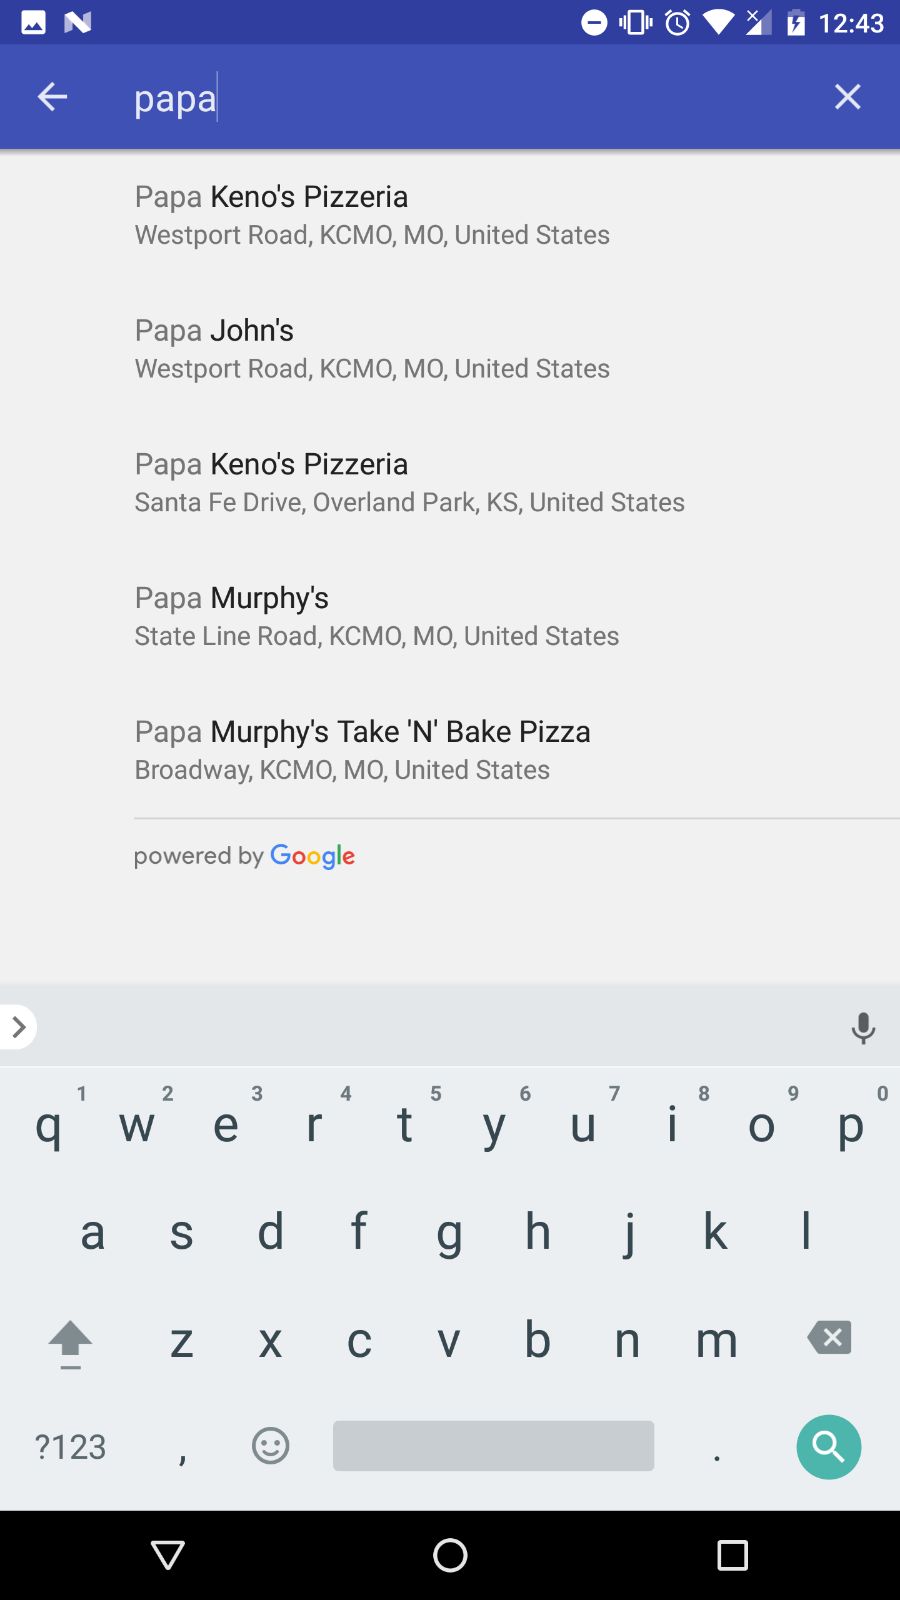 12:43
papa
Papa Keno's Pizzeria
Westport Road, KCMO, MO, United States
Papa John's
Westport Road, KCMO, MO, United States
Papa Keno's Pizzeria
Santa Fe Drive, Overland Park, KS, United States
Papa Murphy's
State Line Road, KCMO, MO, United States
Papa Murphy's Take 'N' Bake Pizza
Broadway, KCMO, MO, United States
powered by Google
1 2 3 4 5 6 7 8 9 0
q w e r t y u i o p
a s d f g h j k l
z x c v b n m
?123 , .